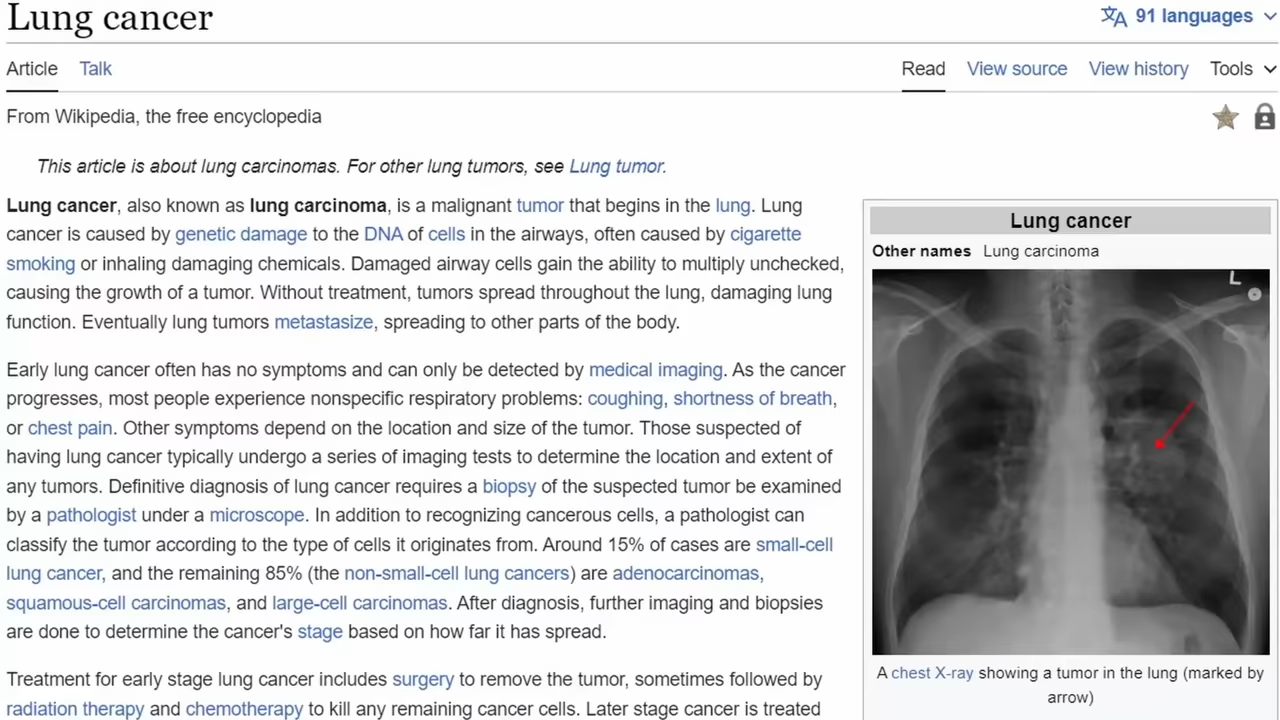 Lung cancer
91 languages
Article Talk
Read View source View history Tools
From Wikipedia, the free encyclopedia
This article is about lung carcinomas. For other lung tumors, see Lung tumor.
Lung cancer, also known as lung carcinoma, is a malignant tumor that begins in the lung. Lung
cancer is caused by genetic damage to the DNA of cells in the airways, often caused by cigarette
smoking or inhaling damaging chemicals. Damaged airway cells gain the ability to multiply unchecked,
causing the growth of a tumor. Without treatment, tumors spread throughout the lung, damaging lung
function. Eventually lung tumors metastasize, spreading to other parts of the body.
Early lung cancer often has no symptoms and can only be detected by medical imaging. As the cancer
progresses, most people experience nonspecific respiratory problems: coughing, shortness of breath,
or chest pain. Other symptoms depend on the location and size of the tumor. Those suspected of
having lung cancer typically undergo a series of imaging tests to determine the location and extent of
any tumors. Definitive diagnosis of lung cancer requires a biopsy of the suspected tumor be examined
by a pathologist under a microscope. In addition to recognizing cancerous cells, a pathologist can
classify the tumor according to the type of cells it originates from. Around 15% of cases are small-cell
lung cancer, and the remaining 85% (the non-small-cell lung cancers) are adenocarcinomas,
squamous-cell carcinomas, and large-cell carcinomas. After diagnosis, further imaging and biopsies
are done to determine the cancer's stage based on how far it has spread.
Treatment for early stage lung cancer includes surgery to remove the tumor, sometimes followed by
radiation therapy and chemotherapy to kill any remaining cancer cells. Later stage cancer is treated
Lung cancer
Other names Lung carcinoma
L
A chest X-ray showing a tumor in the lung (marked by
arrow)